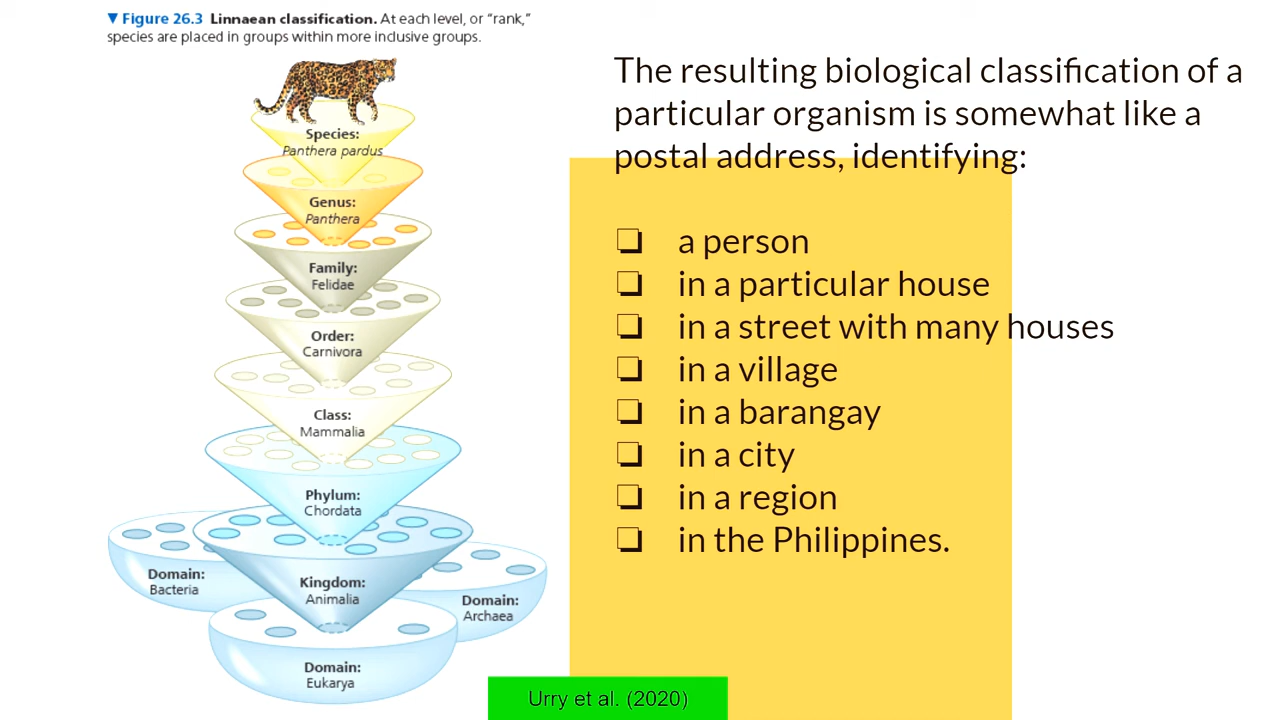 ▼ Figure 26.3 Linnaean classification. At each level, or “rank,”
species are placed in groups within more inclusive groups.
Species:
Panthera pardus
Genus:
Panthera
Family:
Felidae
Order:
Carnivora
Class:
Mammalia
Phylum:
Chordata
Kingdom:
Animalia
Domain:
Bacteria
Domain:
Archaea
Domain:
Eukarya
The resulting biological classification of a
particular organism is somewhat like a
postal address, identifying:
❏ a person
❏ in a particular house
❏ in a street with many houses
❏ in a village
❏ in a barangay
❏ in a city
❏ in a region
❏ in the Philippines.
Urry et al. (2020)